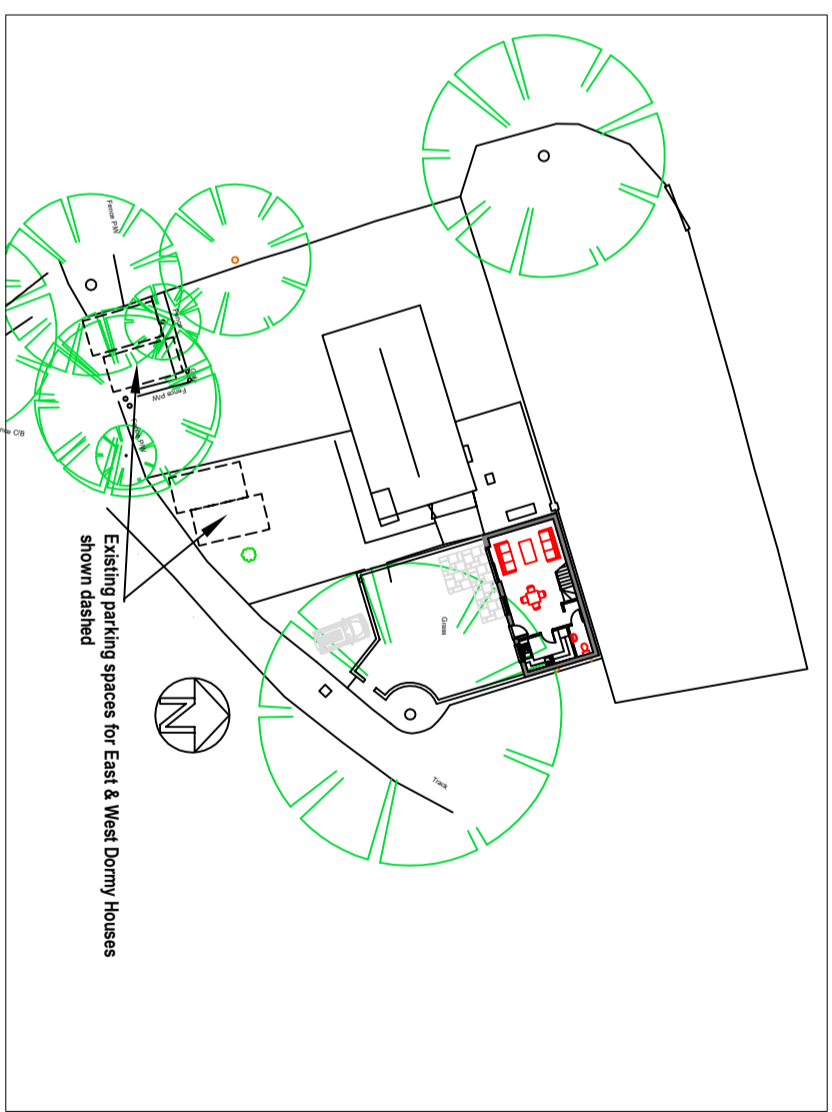 Existing parking spaces for East & West Dormy Houses
shown dashed
N
Fence P/W
Fence P/W
Grass
Track